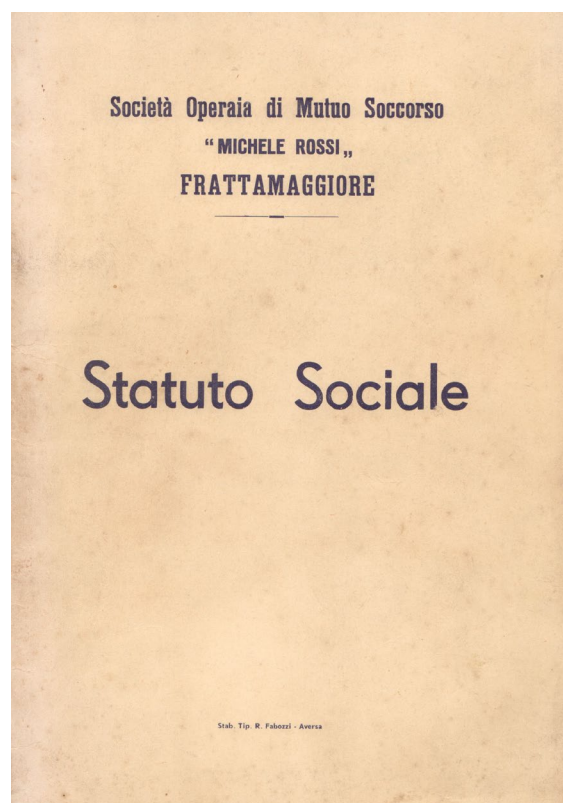 Società Operaia di Mutuo Soccorso
“MICHELE ROSSI„
FRATTAMAGGIORE
Statuto Sociale
Stab. Tip. R. Fabozzi - Aversa